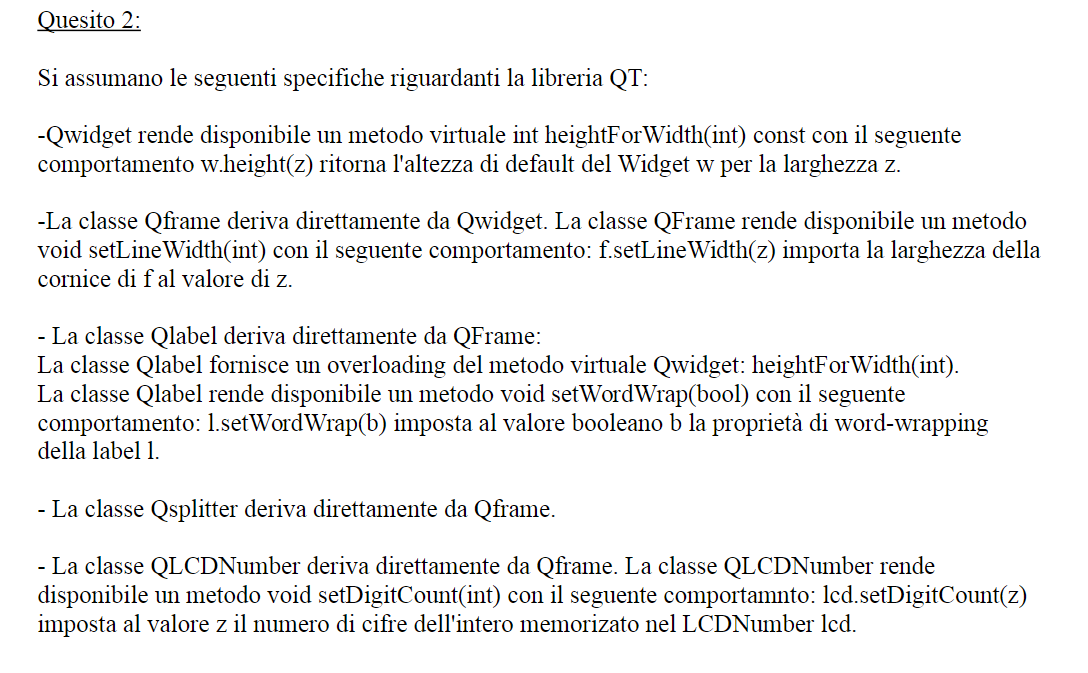 Quesito 2:
Si assumano le seguenti specifiche riguardanti la libreria QT:
-Qwidget rende disponibile un metodo virtuale int heightForWidth(int) const con il seguente
comportamento w.height(z) ritorna l'altezza di default del Widget w per la larghezza z.
-La classe Qframe deriva direttamente da Qwidget. La classe QFrame rende disponibile un metodo
void setLineWidth(int) con il seguente comportamento: f.setLineWidth(z) importa la larghezza della
cornice di f al valore di z.
- La classe Qlabel deriva direttamente da QFrame:
La classe Qlabel fornisce un overloading del metodo virtuale Qwidget: heightForWidth(int).
La classe Qlabel rende disponibile un metodo void setWordWrap(bool) con il seguente
comportamento: l.setWordWrap(b) imposta al valore booleano b la proprietà di word-wrapping
della label l.
- La classe Qsplitter deriva direttamente da Qframe.
- La classe QLCDNumber deriva direttamente da Qframe. La classe QLCDNumber rende
disponibile un metodo void setDigitCount(int) con il seguente comportamnto: lcd.setDigitCount(z)
imposta al valore z il numero di cifre dell'intero memorizato nel LCDNumber lcd.